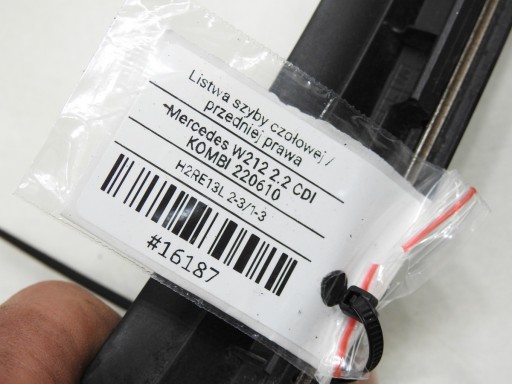 Listwa szyby czołowej /
przedniej prawa
Mercedes W212 2.2 CDI
KOMBI 220610
H2RE13L 2-3/1-3
#16187